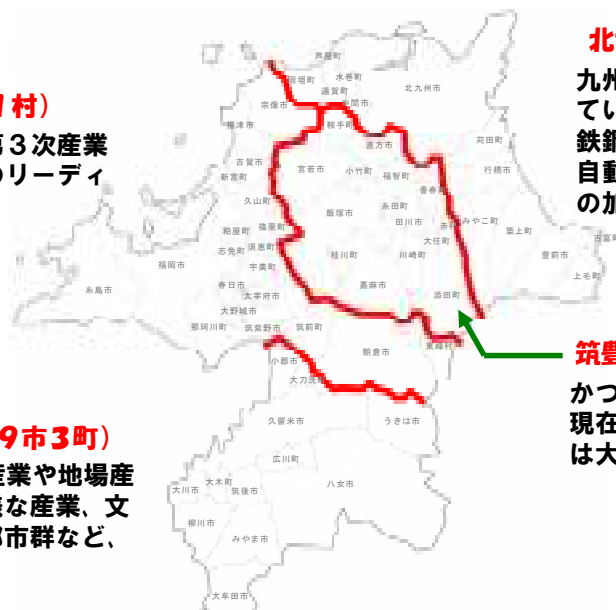 北
九州
てい
鉄鋼
自動
の加
村）
第３次産業
のリーディ
芦屋町
水巻町
岡垣町
遠賀町
北九州市
宗像市
中間市
鞍手町
福津市
直方市
苅田町
古賀市
宮若市
小竹町
福智町
行橋市
新宮町
香春町
久山町
糸田町
飯塚市
田川市
赤村
みやこ町
粕屋町
篠栗町
大任町
築上町
吉富町
志免町
須恵町
桂川町
川崎町
豊前市
福岡市
宇美町
上毛町
糸島市
春日市
嘉麻市
添田町
太宰府市
大野城市
那珂川町
筑紫野市
筑前町
朝倉市
東峰村
小郡市
大刀洗町
筑豊
かつ
現在
は大
久留米市
うきは市
９市３町）
産業や地場産
な産業、文
都市群など、
広川町
大木町
八女市
大川市
筑後市
柳川市
みやま市
大牟田市